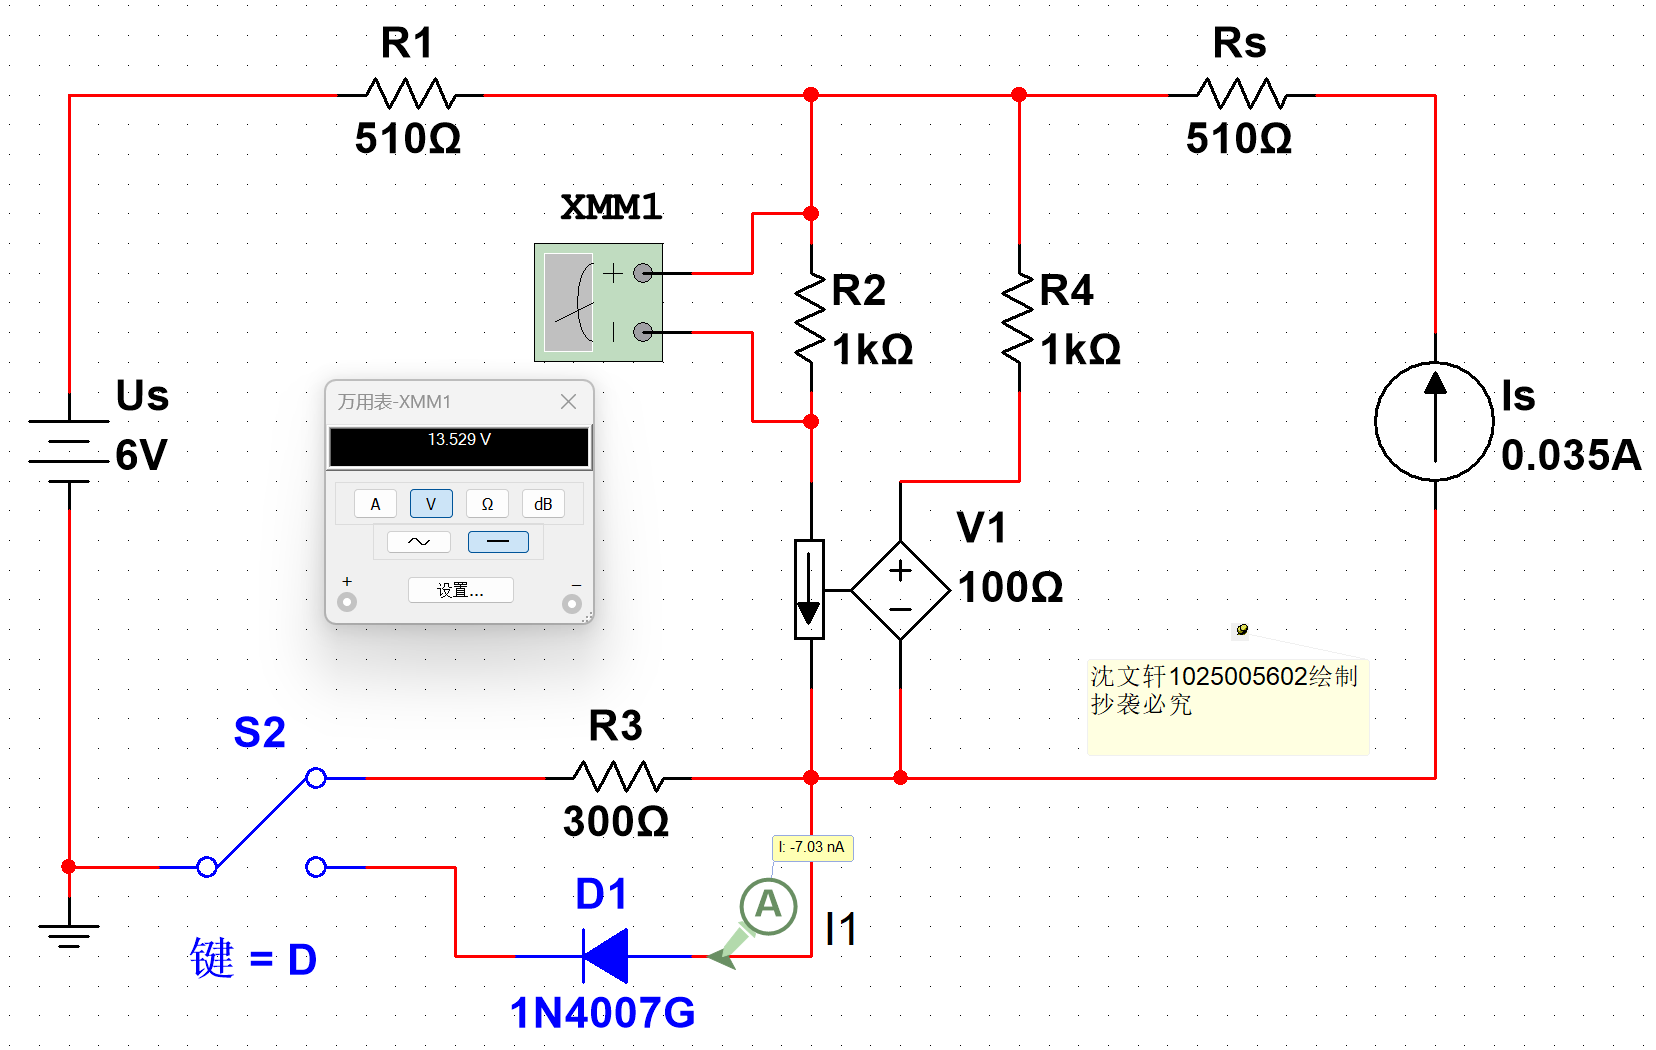 R1
510Ω
Rs
510Ω
XMM1
R2
1kΩ
R4
1kΩ
Us
6V
万用表-XMM1
13.529 V
A
V
Ω
dB
设置...
Is
0.035A
V1
100Ω
沈文轩1025005602绘制
抄袭必究
S2
R3
300Ω
I: -7.03 nA
A
I1
D1
键 = D
1N4007G